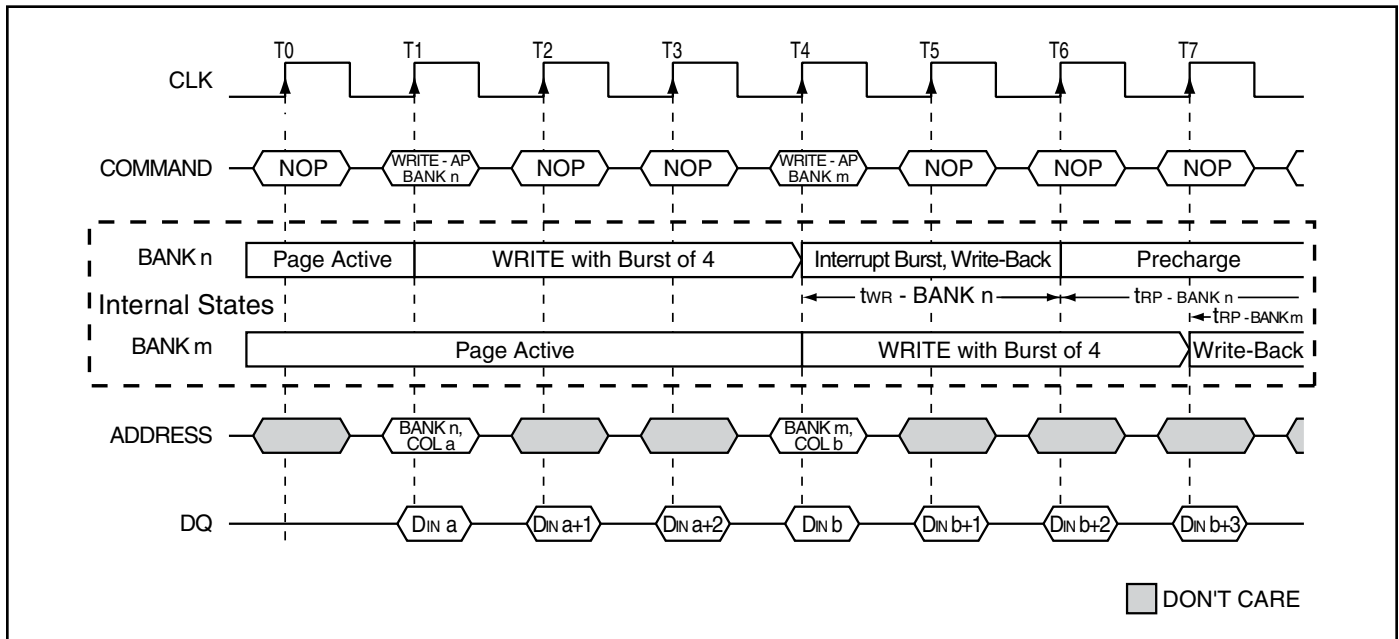 T0 T1 T2 T3 T4 T5 T6 T7
CLK
COMMAND NOP WRITE - AP NOP NOP WRITE - AP NOP NOP NOP
BANK n BANK m
BANK n Page Active WRITE with Burst of 4 Interrupt Burst, Write-Back Precharge
tWR - BANK n tRP - BANK n
Internal States
tRP - BANK m
BANK m Page Active WRITE with Burst of 4 Write-Back
ADDRESS BANK n, BANK m,
COL a COL b
DQ DIN a DIN a+1 DIN a+2 DIN b DIN b+1 DIN b+2 DIN b+3
DON'T CARE